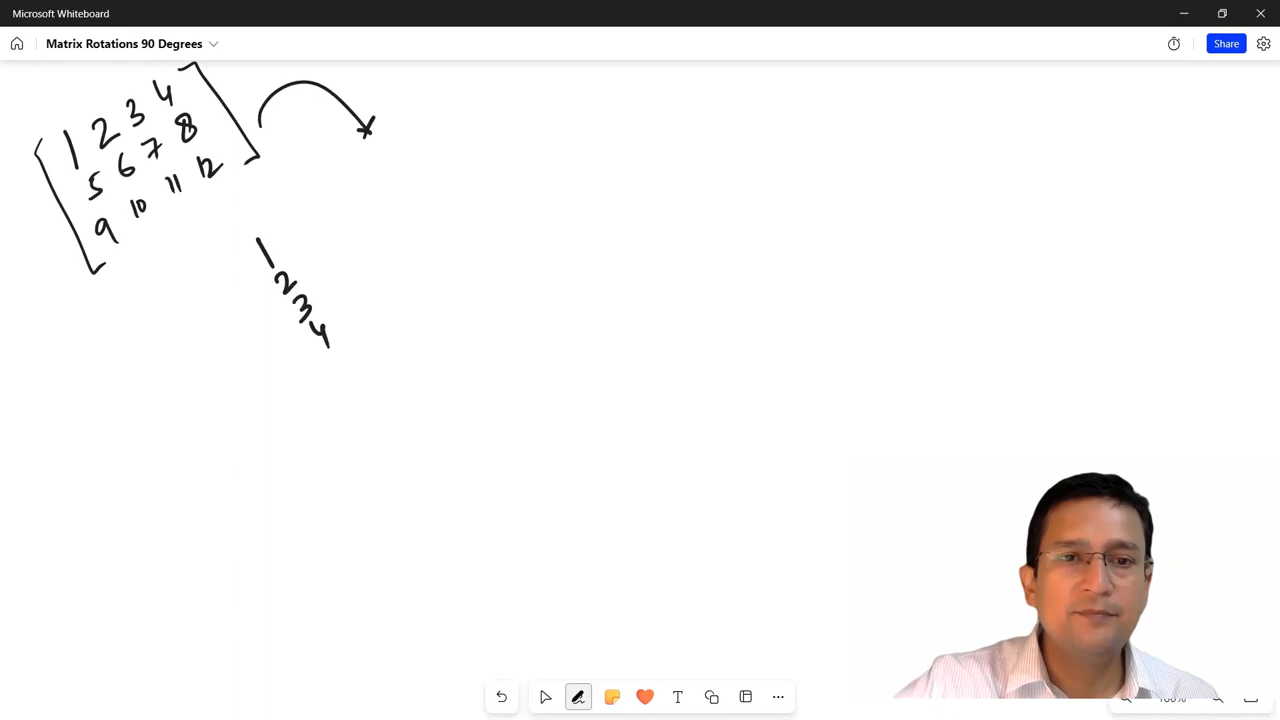 Microsoft Whiteboard
Matrix Rotations 90 Degrees
Share
1 2 3 4
5 6 7 8
9 10 11 12
1
2
3
4
T
100%